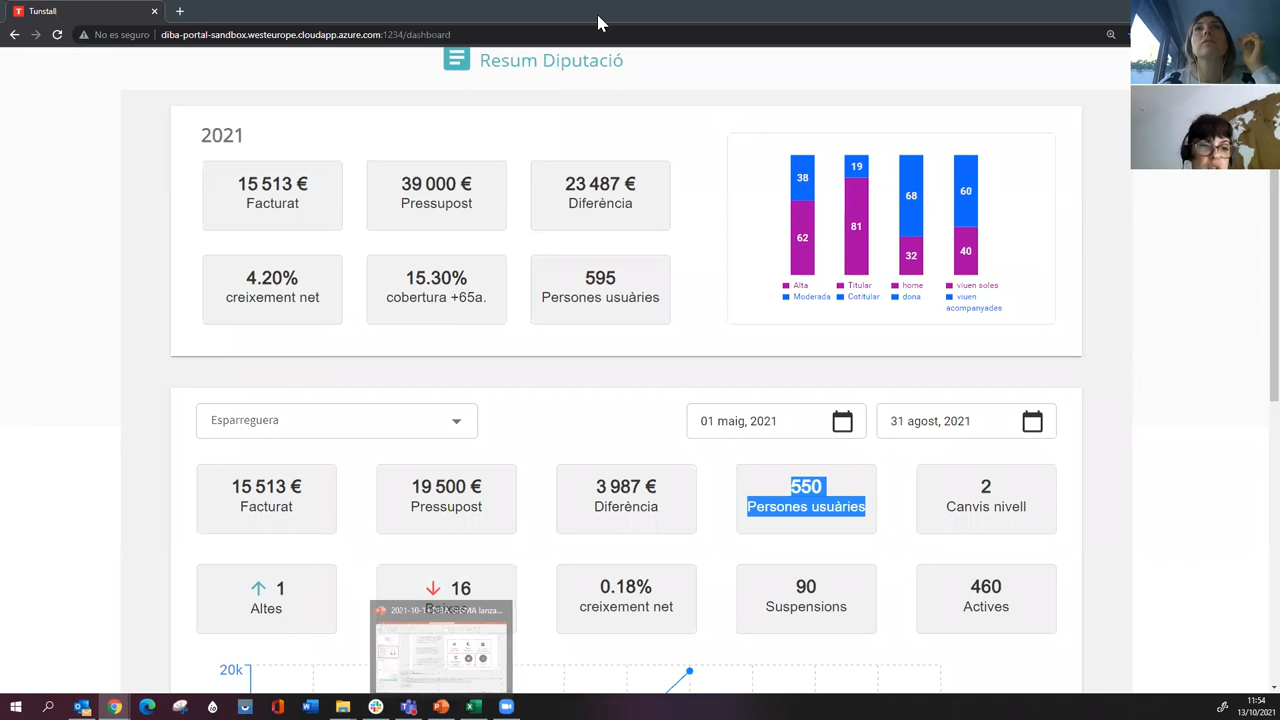 Tunstall
No es seguro | diba-portal-sandbox.westeurope.cloudapp.azure.com:1234/dashboard
Resum Diputació
2021
15 513 €
Facturat
39 000 €
Pressupost
23 487 €
Diferència
4.20%
creixement net
15.30%
cobertura +65a.
595
Persones usuàries
38
62
19
81
68
32
60
40
Alta
Moderada
Titular
Cotitular
home
dona
viuen soles
viuen
acompanyades
Esparreguera
01 maig, 2021
31 agost, 2021
15 513 €
Facturat
19 500 €
Pressupost
3 987 €
Diferència
550
Persones usuàries
2
Canvis nivell
1
Altes
16
0.18%
creixement net
90
Suspensions
460
Actives
20k
11:54
13/10/2021